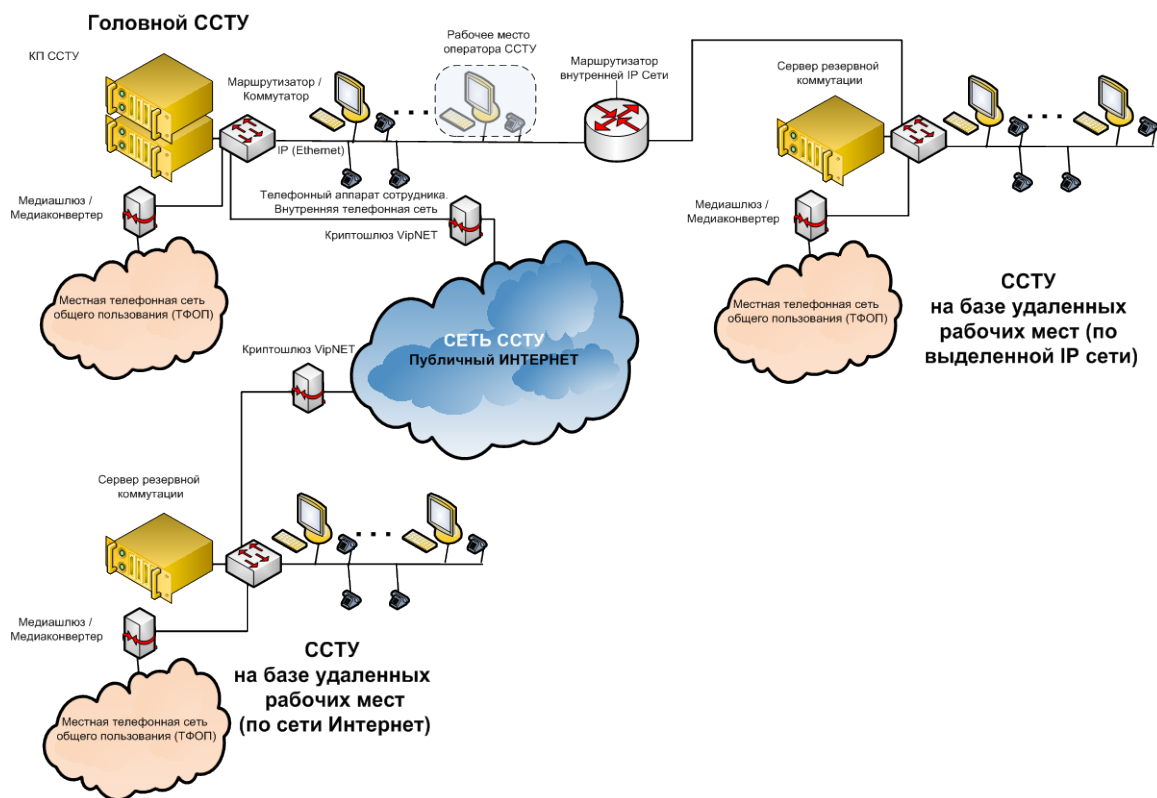 Головной ССТУ
КП ССТУ
Маршрутизатор /
Коммутатор
Рабочее место
оператора ССТУ
Маршрутизатор
внутренней IP Сети
Сервер резервной
коммутации
IP (Ethernet)
Медиашлюз /
Медиаконвертер
Телефонный аппарат сотрудника.
Внутренняя телефонная сеть
Криптошлюз VipNET
Медиашлюз /
Медиаконвертер
Местная телефонная сеть
общего пользования (ТФОП)
Местная телефонная сеть
общего пользования (ТФОП)
ССТУ
на базе удаленных
рабочих мест (по
выделенной IP сети)
СЕТЬ ССТУ
Публичный ИНТЕРНЕТ
Криптошлюз VipNET
Сервер резервной
коммутации
Медиашлюз /
Медиаконвертер
ССТУ
на базе удаленных
рабочих мест
(по сети Интернет)
Местная телефонная сеть
общего пользования (ТФОП)